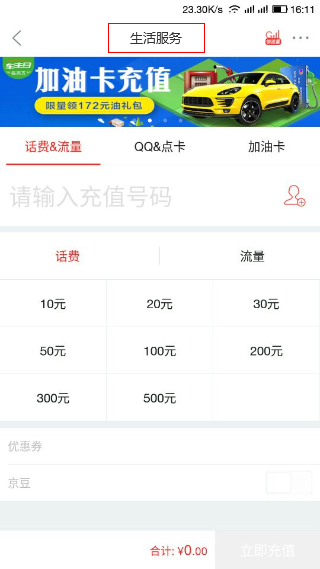 23.30K/s 16:11
生活服务
车主日
加油卡充值
限量领172元油礼包
话费&流量 QQ&点卡 加油卡
请输入充值号码
话费 流量
10元 20元 30元
50元 100元 200元
300元 500元
优惠券
京豆
合计: ¥0.00 立即充值